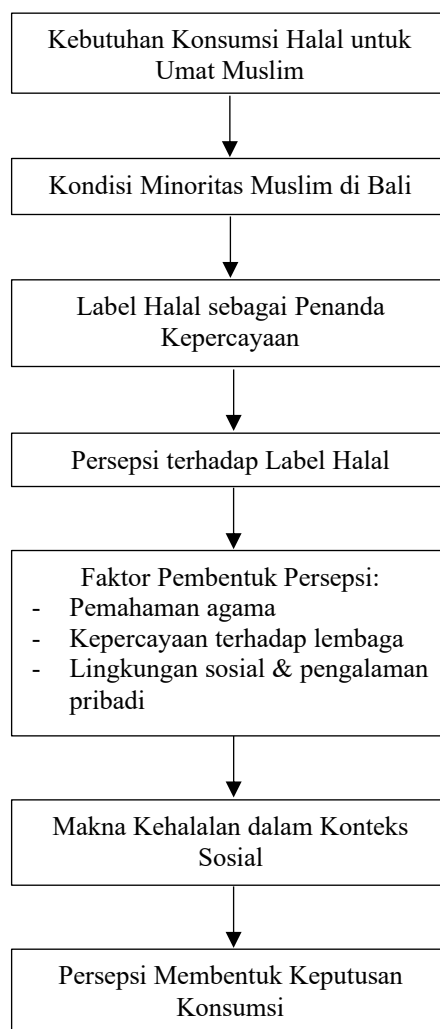 Kebutuhan Konsumsi Halal untuk
Umat Muslim
Kondisi Minoritas Muslim di Bali
Label Halal sebagai Penanda
Kepercayaan
Persepsi terhadap Label Halal
Faktor Pembentuk Persepsi:
- Pemahaman agama
- Kepercayaan terhadap lembaga
- Lingkungan sosial & pengalaman
pribadi
Makna Kehalalan dalam Konteks
Sosial
Persepsi Membentuk Keputusan
Konsumsi